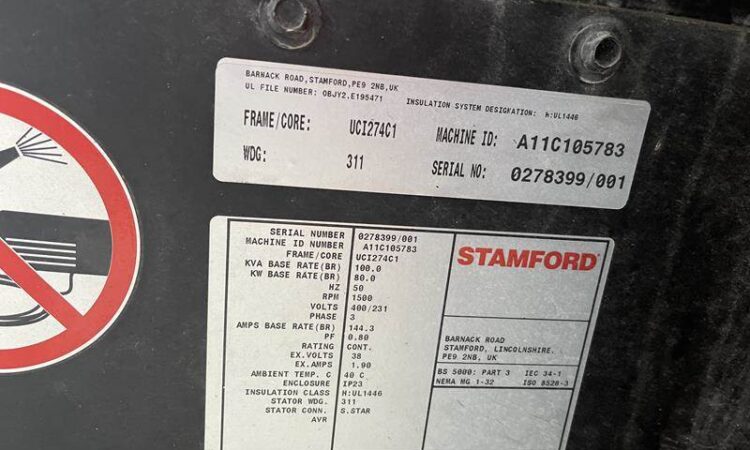 BARNACK ROAD,STAMFORD,PE9 2NB,UK
UL FILE NUMBER: OBJY2.E195471 INSULATION SYSTEM DESIGNATION: H:UL1446
FRAME/CORE: UCI274C1 MACHINE ID: A11C105783
WDG: 311 SERIAL NO: 0278399/001
SERIAL NUMBER 0278399/001
MACHINE ID NUMBER A11C105783
FRAME/CORE UCI274C1
KVA BASE RATE(BR) 100.0
KW BASE RATE(BR) 80.0
HZ 50
RPM 1500
VOLTS 400/231
PHASE 3
AMPS BASE RATE(BR) 144.3
PF 0.80
RATING CONT.
EX.VOLTS 38
EX.AMPS 1.90
AMBIENT TEMP. C 40 C
ENCLOSURE IP23
INSULATION CLASS H:UL1446
STATOR WDG. 311
STATOR CONN. S.STAR
AVR
STAMFORD
BARNACK ROAD
STAMFORD, LINCOLNSHIRE.
PE9 2NB, UK
BS 5000: PART 3 IEC 34-1
NEMA MG 1-32 ISO 8528-3